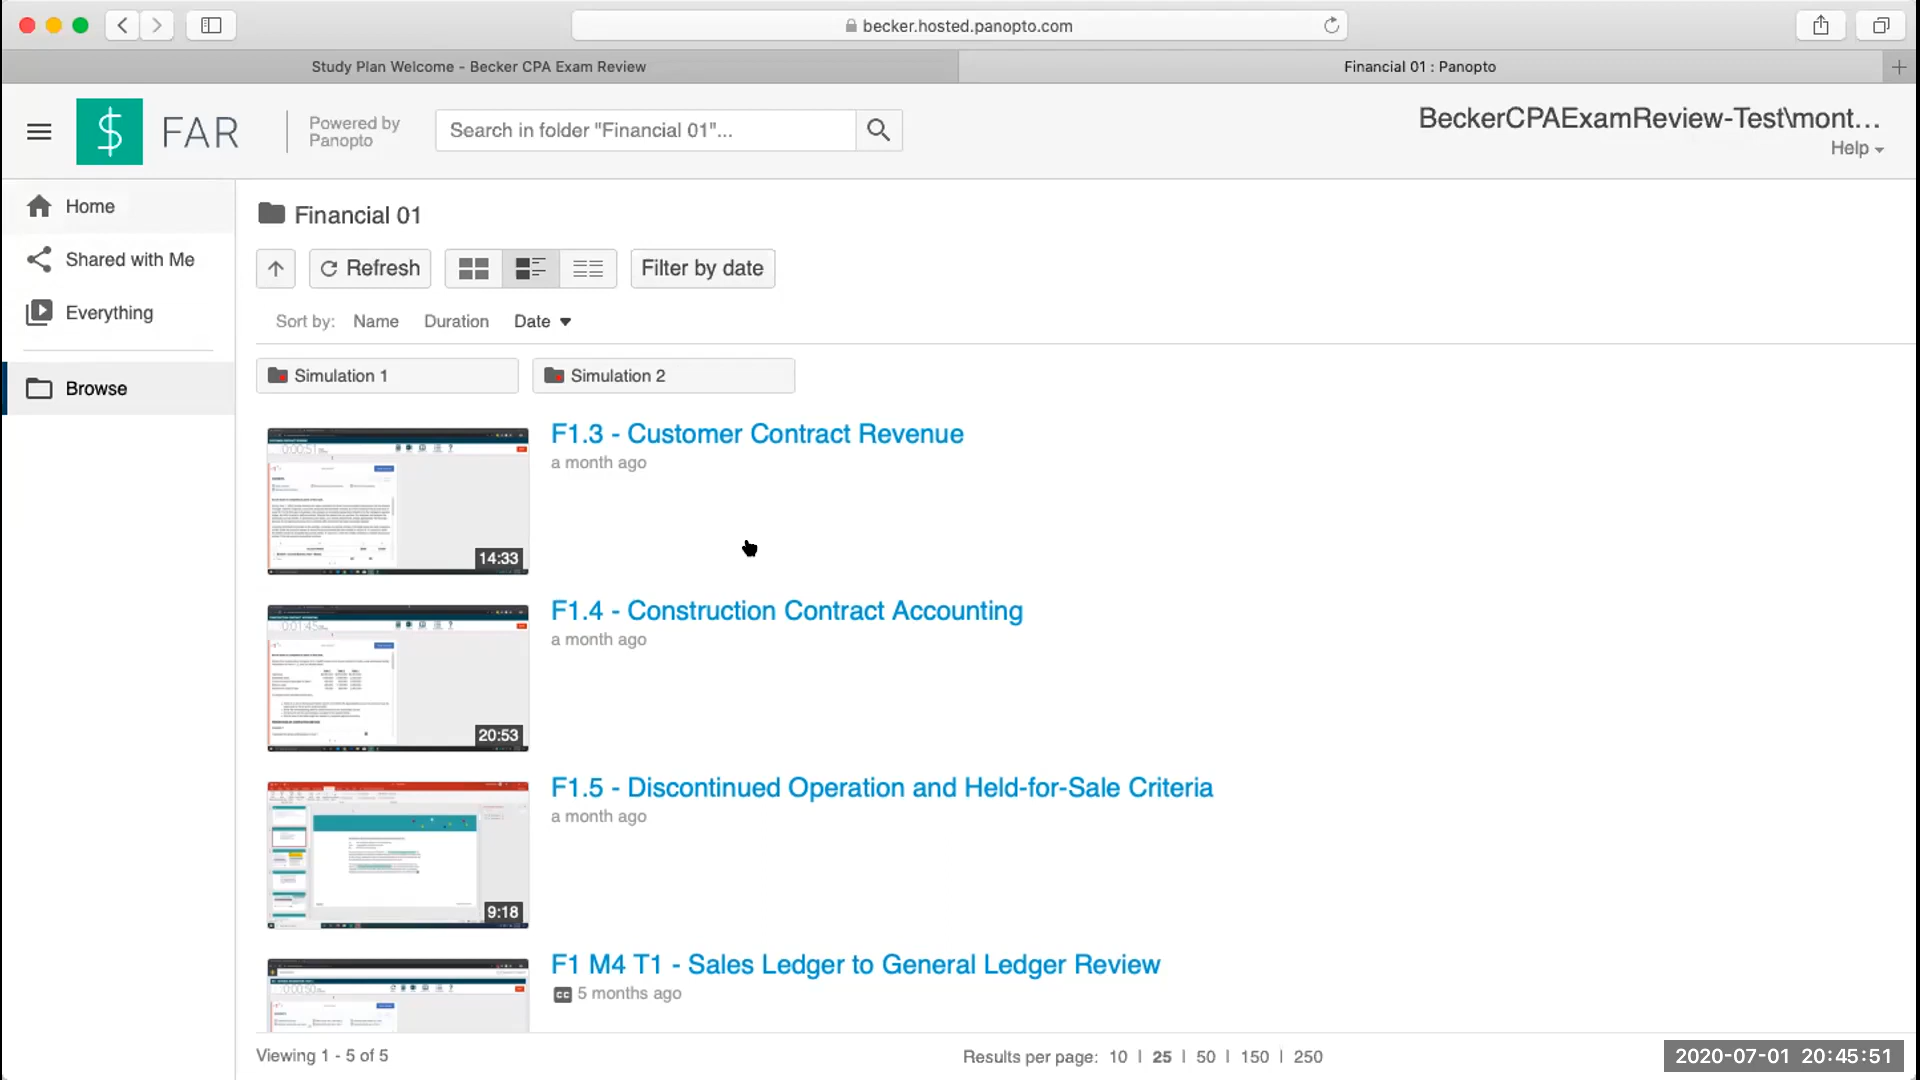 becker.hosted.panopto.com
Study Plan Welcome - Becker CPA Exam Review
Financial 01 : Panopto
$ FAR
Powered by
Panopto
Search in folder "Financial 01"...
BeckerCPAExamReview-Test\mont...
Help
Home
Shared with Me
Everything
Browse
Financial 01
Refresh
Filter by date
Sort by: Name Duration Date
Simulation 1
Simulation 2
F1.3 - Customer Contract Revenue
a month ago
14:33
F1.4 - Construction Contract Accounting
a month ago
20:53
F1.5 - Discontinued Operation and Held-for-Sale Criteria
a month ago
9:18
F1 M4 T1 - Sales Ledger to General Ledger Review
cc 5 months ago
Viewing 1 - 5 of 5
Results per page: 10 | 25 | 50 | 150 | 250
2020-07-01 20:45:51